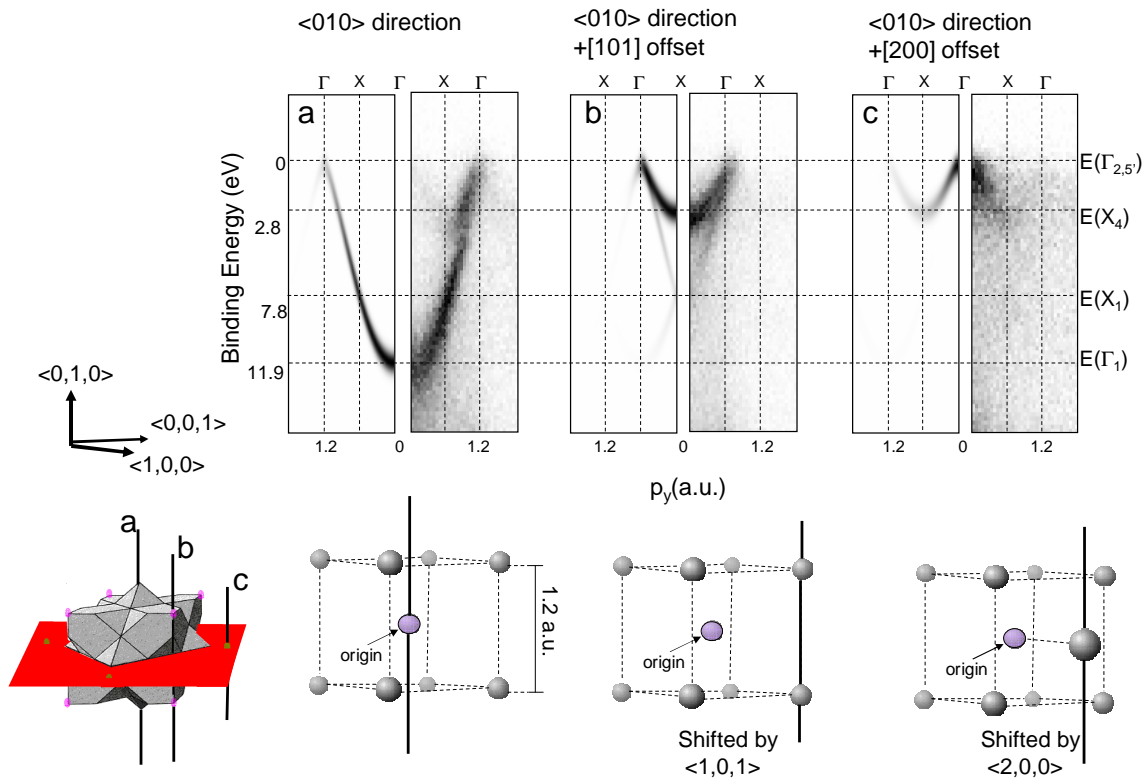 <010> direction
<010> direction
+[101] offset
<010> direction
+[200] offset
Γ X Γ X Γ
X Γ X Γ X
Γ X Γ X Γ
a
b
c
Binding Energy (eV)
0
2.8
7.8
11.9
E(Γ2,5')
E(X4)
E(X1)
E(Γ1)
1.2 0 1.2
1.2 0 1.2
1.2 0 1.2
py(a.u.)
<0,1,0>
<0,0,1>
<1,0,0>
a
b
c
origin
1.2 a.u.
origin
Shifted by
<1,0,1>
origin
Shifted by
<2,0,0>